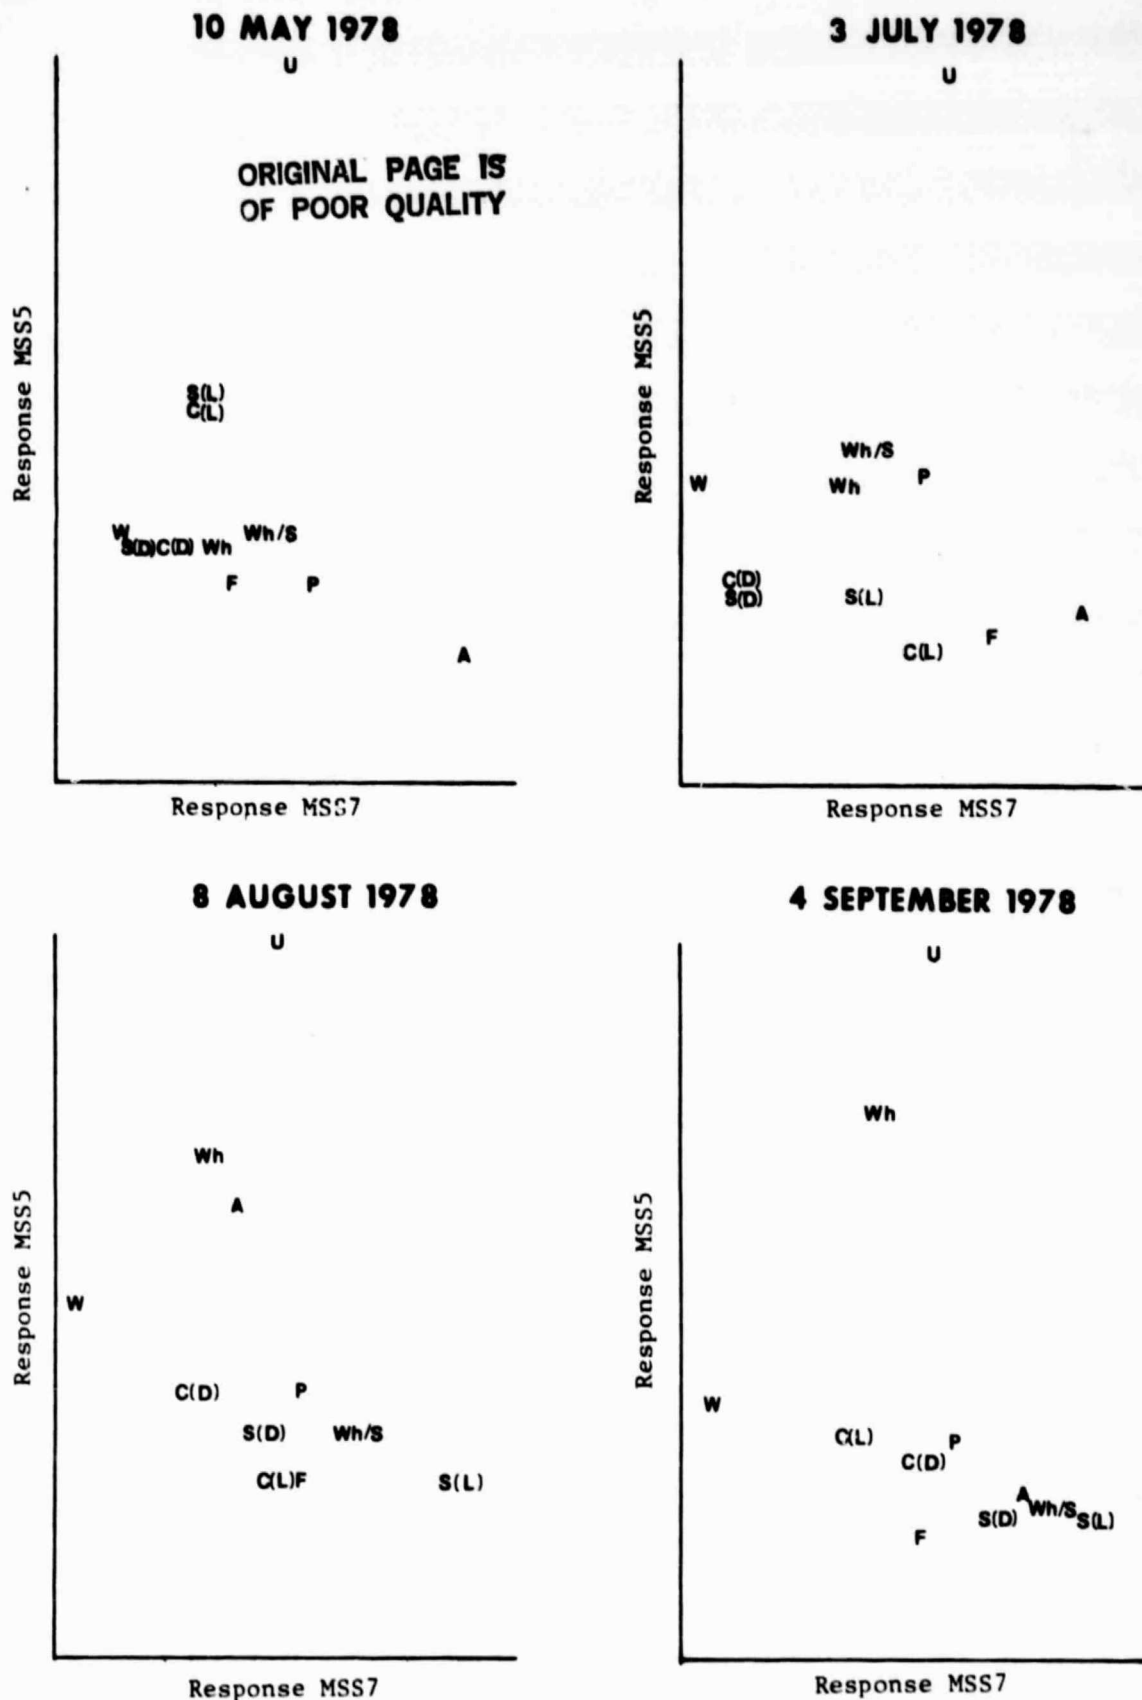 10 MAY 1978
U
ORIGINAL PAGE IS
OF POOR QUALITY
Response MSS5
S(L)
C(L)
W
Wh/S
S(D) C(D) Wh
F P
A
Response MSS7
3 JULY 1978
U
Response MSS5
Wh/S
P
W Wh
C(D)
S(D) S(L)
A
F
C(L)
Response MSS7
8 AUGUST 1978
U
Response MSS5
Wh
A
W
C(D) P
S(D) Wh/S
C(L) F S(L)
Response MSS7
4 SEPTEMBER 1978
U
Response MSS5
Wh
W
C(L) P
C(D)
A
Wh/S
S(D) S(L)
F
Response MSS7